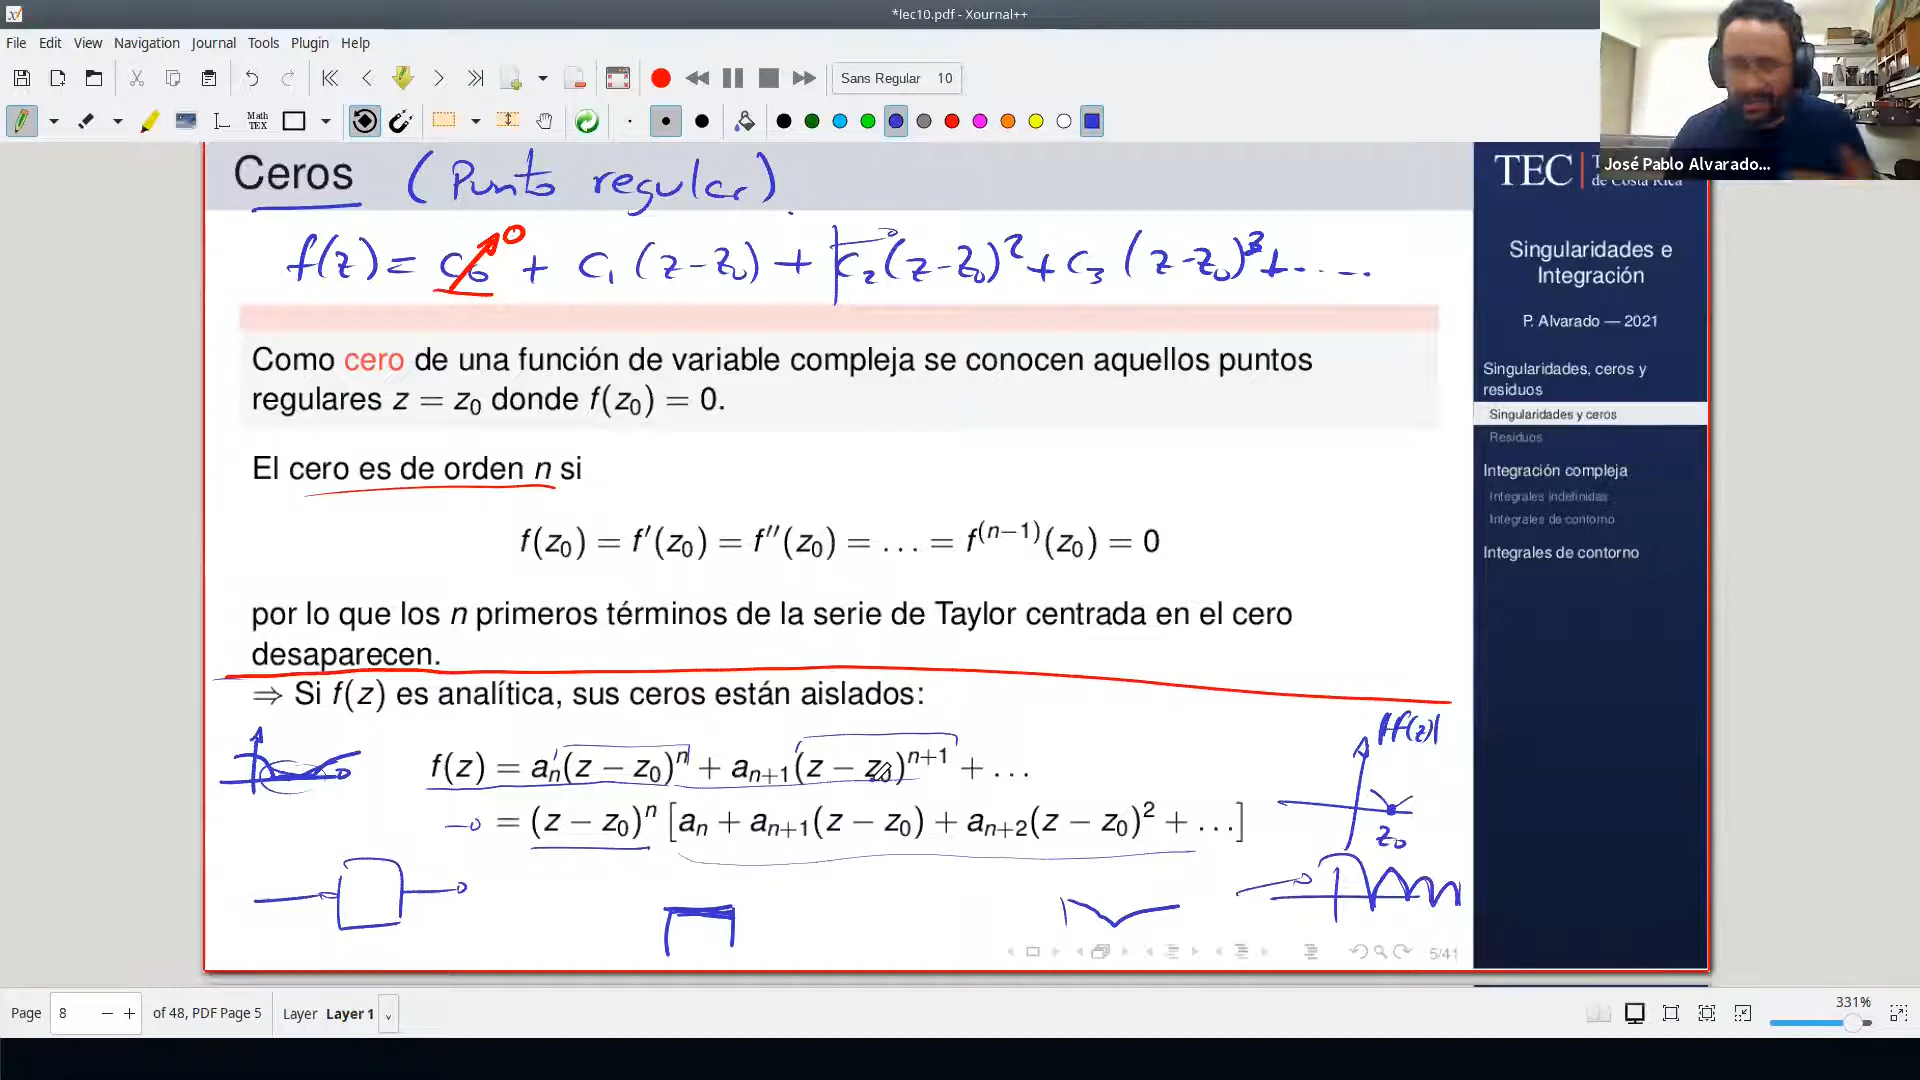 *lec10.pdf - Xournal++
File Edit View Navigation Journal Tools Plugin Help
Sans Regular 10
Math
TEX
José Pablo Alvarado...
Ceros (Punto regular)
f(z) = c₀ → 0 + c₁ (z-z₀) + c₂ (z-z₀)² + c₃ (z-z₀)³ + .....
Como cero de una función de variable compleja se conocen aquellos puntos
regulares z = z₀ donde f(z₀) = 0.
El cero es de orden n si
f(z₀) = f′(z₀) = f″(z₀) = … = f⁽ⁿ⁻¹⁾(z₀) = 0
por lo que los n primeros términos de la serie de Taylor centrada en el cero
desaparecen.
⇒ Si f(z) es analítica, sus ceros están aislados:
f(z) = aₙ(z − z₀)ⁿ + aₙ₊₁(z − z₀)ⁿ⁺¹ + …
= (z − z₀)ⁿ [aₙ + aₙ₊₁(z − z₀) + aₙ₊₂(z − z₀)² + …]
|f(z)|
z₀
5/41
TEC
de Costa Rica
Singularidades e
Integración
P. Alvarado — 2021
Singularidades, ceros y
residuos
Singularidades y ceros
Residuos
Integración compleja
Integrales indefinidas
Integrales de contorno
Integrales de contorno
Page 8 of 48, PDF Page 5 Layer Layer 1
331%